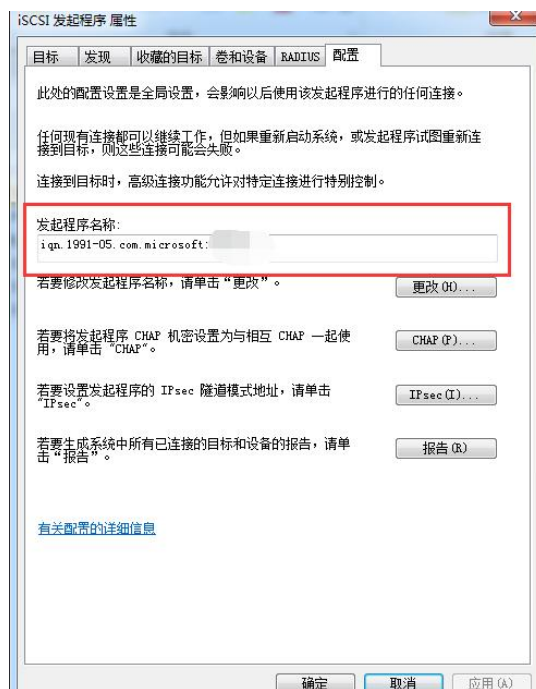 iSCSI 发起程序 属性
目标 发现 收藏的目标 卷和设备 RADIUS 配置
此处的配置设置是全局设置，会影响以后使用该发起程序进行的任何连接。
任何现有连接都可以继续工作，但如果重新启动系统，或发起程序试图重新连
接到目标，则这些连接可能会失败。
连接到目标时，高级连接功能允许对特定连接进行特别控制。
发起程序名称:
iqn.1991-05.com.microsoft:
若要修改发起程序名称，请单击“更改”。
更改(H)...
若要将发起程序 CHAP 机密设置为与相互 CHAP 一起使
用，请单击“CHAP”。
CHAP(P)...
若要设置发起程序的 IPsec 隧道模式地址，请单击
“IPsec”。
IPsec(I)...
若要生成系统中所有已连接的目标和设备的报告，请单
击“报告”。
报告(R)
有关配置的详细信息
确定 取消 应用(A)